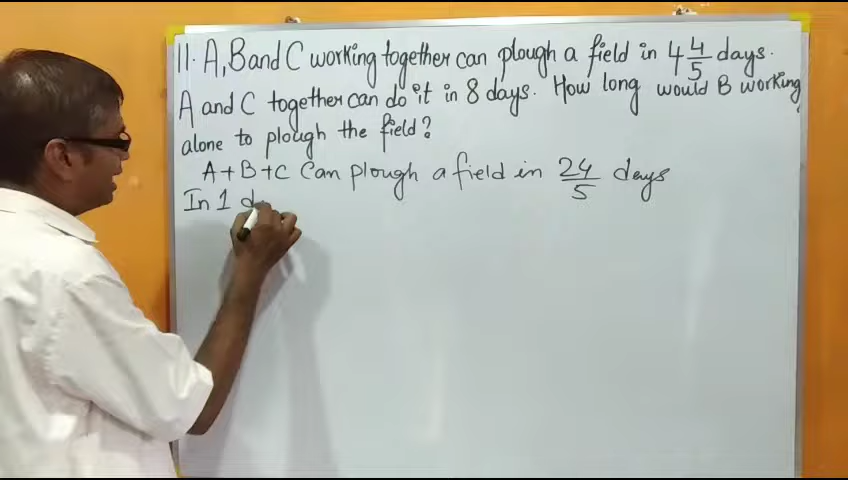 11. A, B and C working together can plough a field in 4 4/5 days.
A and C together can do it in 8 days. How long would B working
alone to plough the field?
A+B+C Can plough a field in 24/5 days
In 1 d